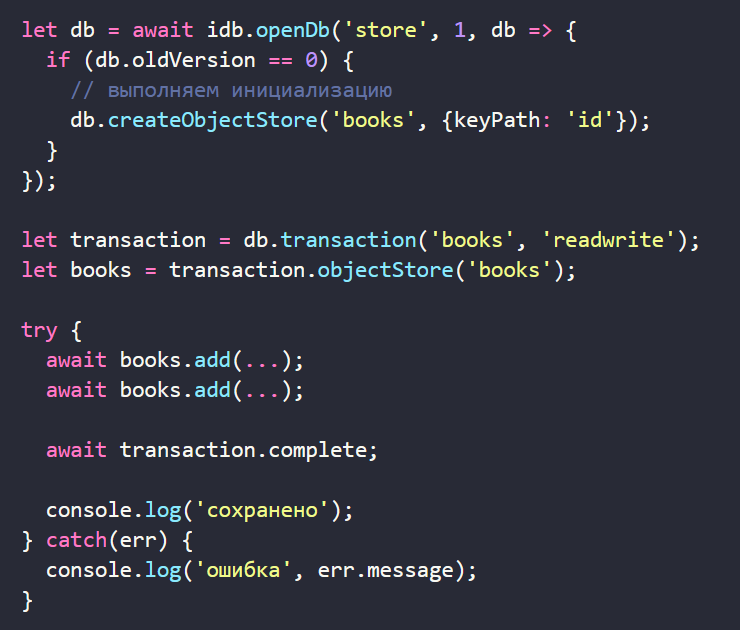 let db = await idb.openDb('store', 1, db => {
  if (db.oldVersion == 0) {
    // выполняем инициализацию
    db.createObjectStore('books', {keyPath: 'id'});
  }
});

let transaction = db.transaction('books', 'readwrite');
let books = transaction.objectStore('books');

try {
  await books.add(...);
  await books.add(...);

  await transaction.complete;

  console.log('сохранено');
} catch(err) {
  console.log('ошибка', err.message);
}